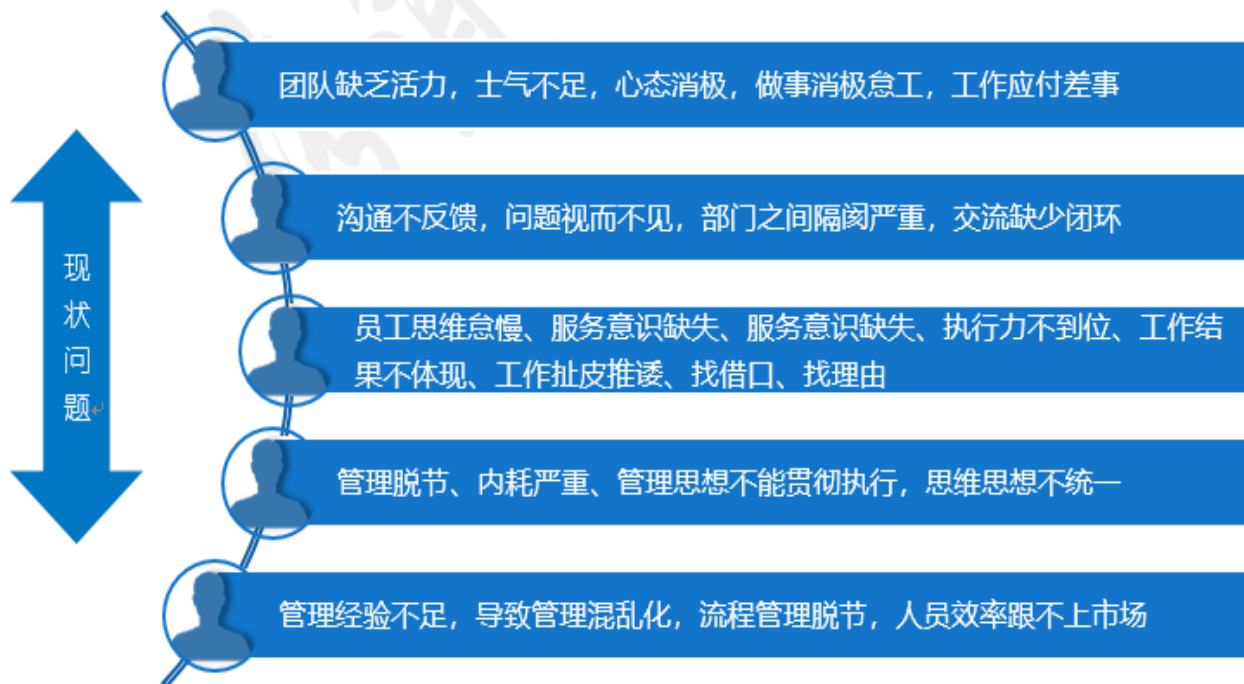 团队缺乏活力，士气不足，心态消极，做事消极怠工，工作应付差事
沟通不反馈，问题视而不见，部门之间隔阂严重，交流缺少闭环
现状问题
员工思维怠慢、服务意识缺失、服务意识缺失、执行力不到位、工作结
果不体现、工作扯皮推诿、找借口、找理由
管理脱节、内耗严重、管理思想不能贯彻执行，思维思想不统一
管理经验不足，导致管理混乱化，流程管理脱节，人员效率跟不上市场